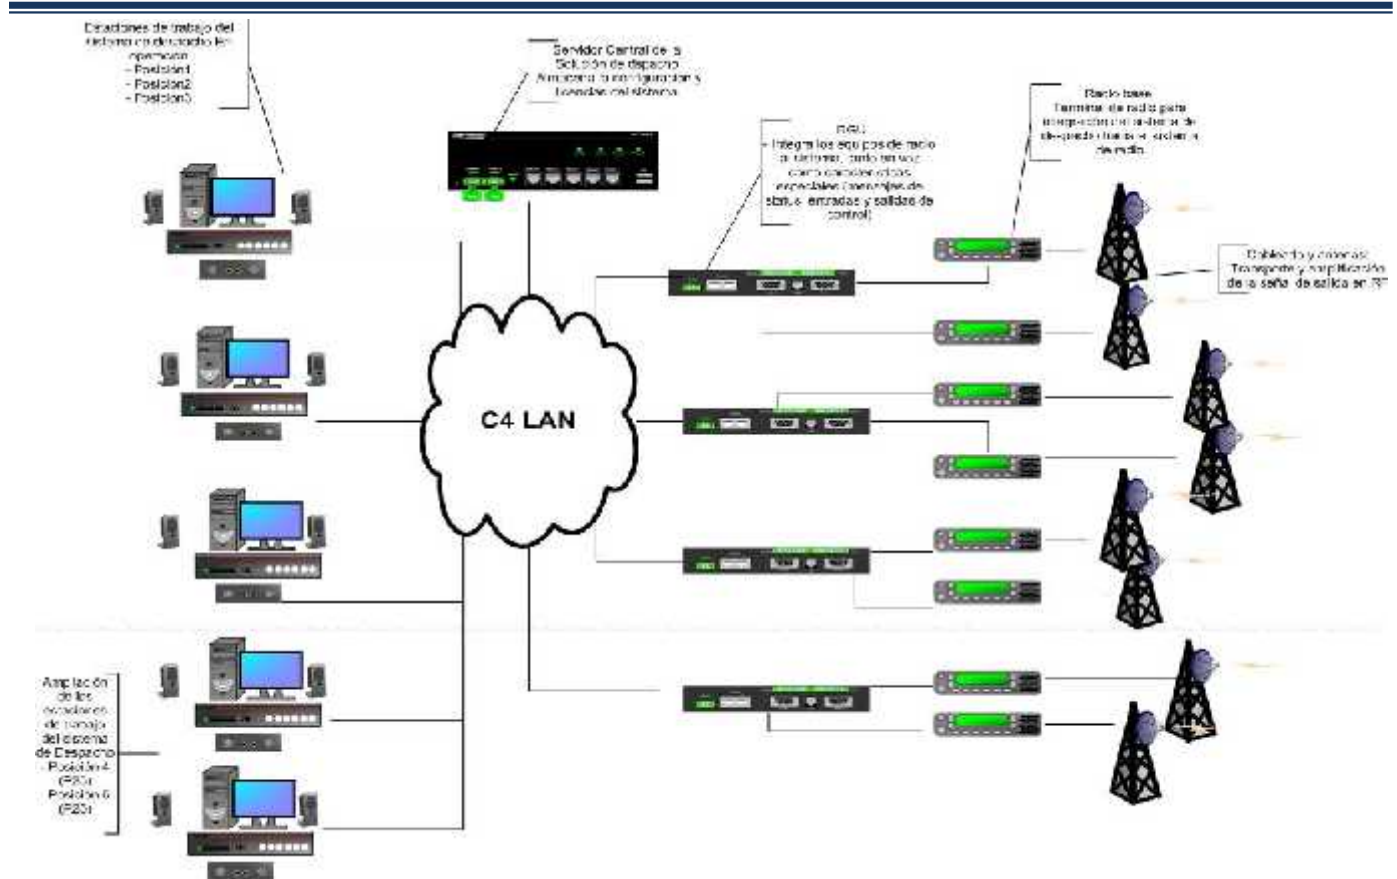 Estaciones de trabajo del
sistema de despacho en
operación
- Posición1
- Posición2
- Posición3
Servidor Central de la
Solución de despacho
Almacena la configuración y
licencias del sistema
RGU
- Integra los equipos de radio
al sistema, tanto en voz
como características
especiales (mensajes de
status, entradas y salidas de
control)
Radio base
Terminal de radio para
integración del sistema de
despacho hacia el sistema
de radio.
Cableado y antenas:
Transporte y amplificación
de la señal de salida en RF
C4 LAN
Ampliación
de las
estaciones
de trabajo
del sistema
de Despacho
- Posición 4
(P25)
- Posición 5
(P25)